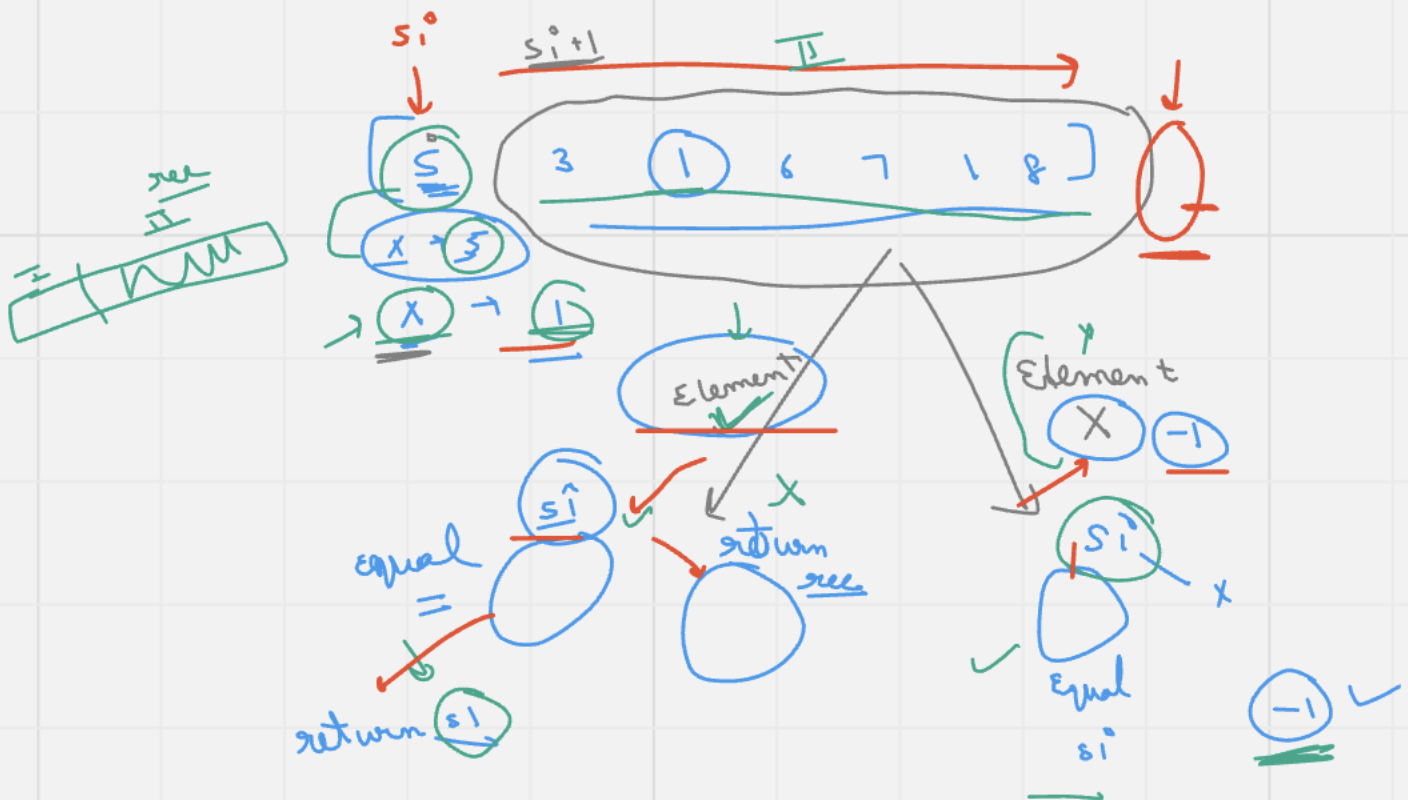 si
si+1 II
[ 5 3 1 6 7 1 8 ]
rec
II
I
x → 5
x → 1
Element
Element
X -1
si
X
return
rec
equal
=
si
x
Equal
return si
-1
si